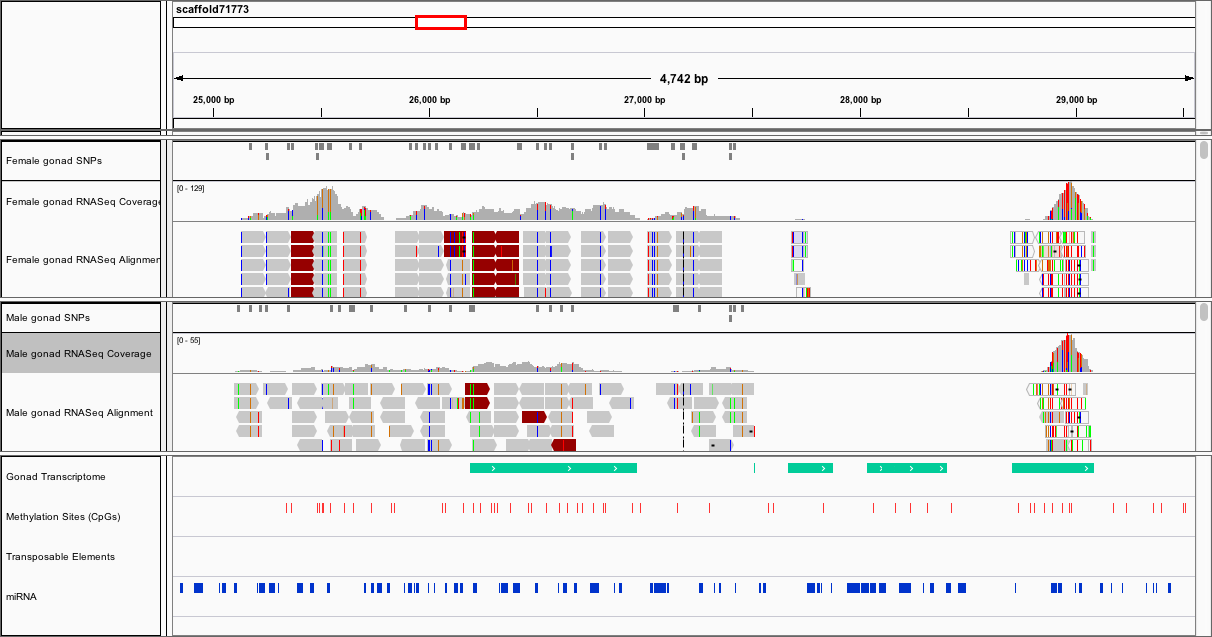 scaffold71773
4,742 bp
25,000 bp 26,000 bp 27,000 bp 28,000 bp 29,000 bp
Female gonad SNPs
[0 - 129]
Female gonad RNASeq Coverage
Female gonad RNASeq Alignmen
Male gonad SNPs
[0 - 55]
Male gonad RNASeq Coverage
Male gonad RNASeq Alignment
Gonad Transcriptome
Methylation Sites (CpGs)
Transposable Elements
miRNA